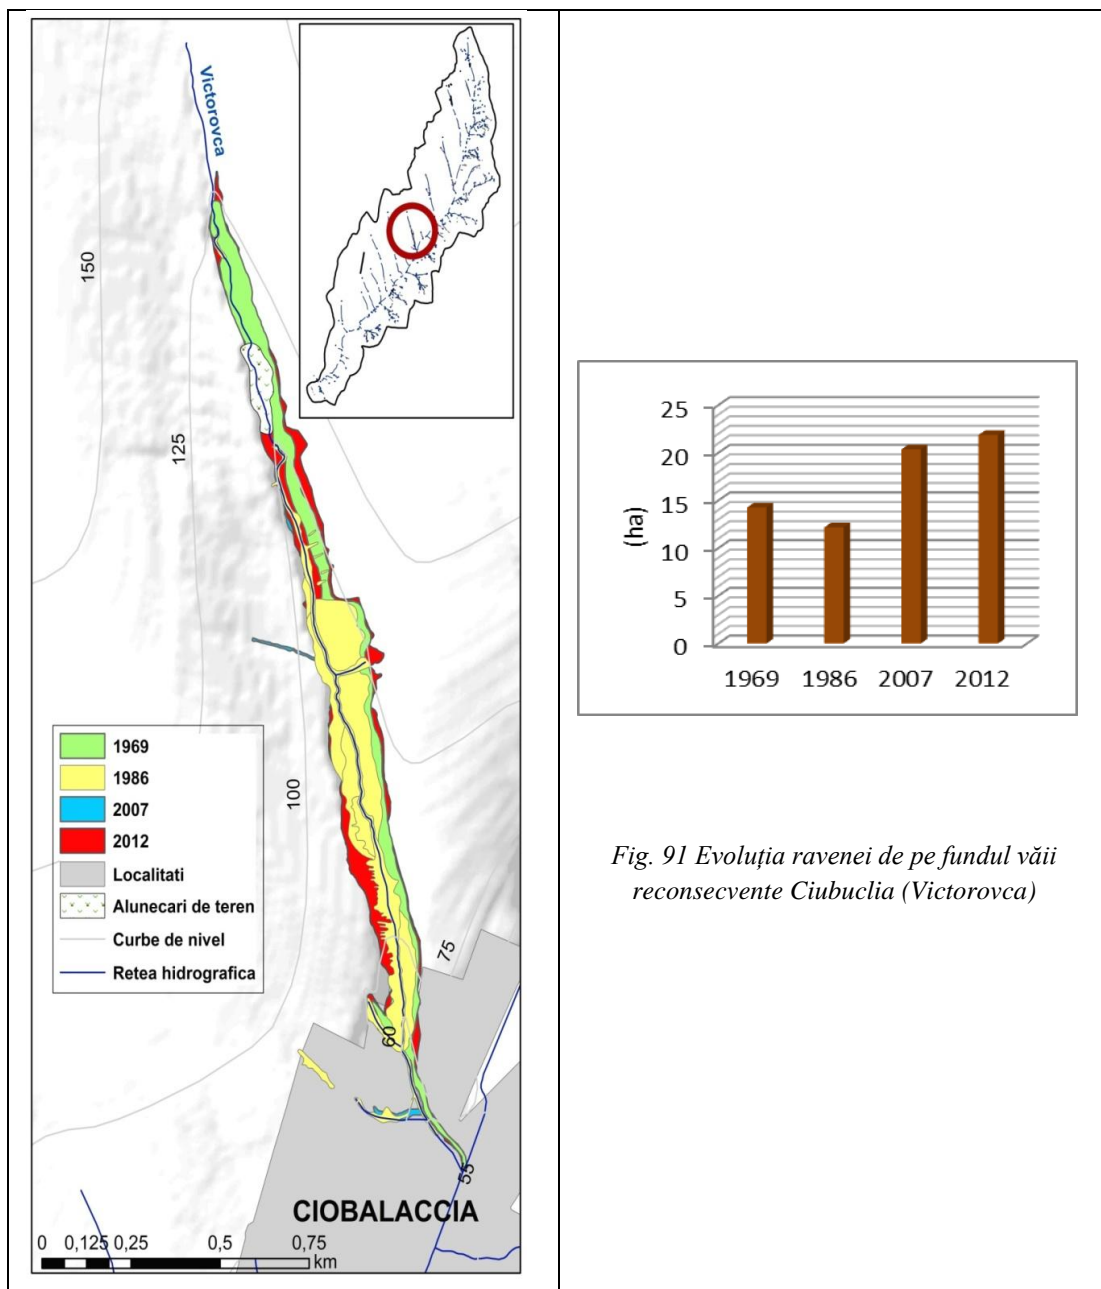 Victorovca
150
125
100
75
60
55
1969
1986
2007
2012
Localitati
Alunecari de teren
Curbe de nivel
Retea hidrografica
CIOBALACCIA
0 0,125 0,25 0,5 0,75
km
25
20
15
10
5
0
(ha)
1969 1986 2007 2012
Fig. 91 Evoluția ravenei de pe fundul văii
reconsecvente Ciubuclia (Victorovca)